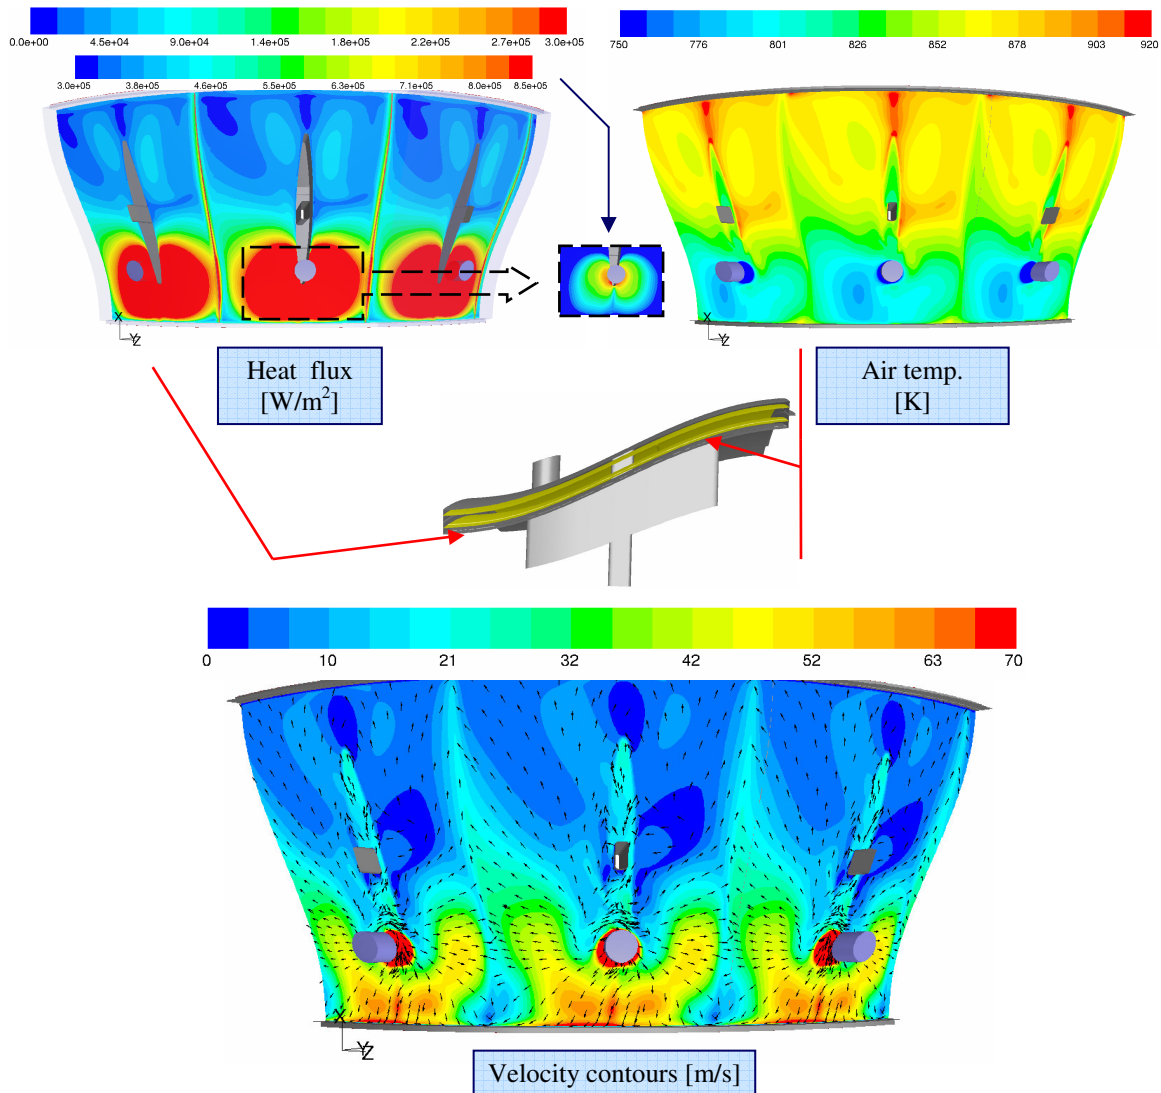 0.0e+00 4.5e+04 9.0e+04 1.4e+05 1.8e+05 2.2e+05 2.7e+05 3.0e+05
3.0e+05 3.8e+05 4.6e+05 5.5e+05 6.3e+05 7.1e+05 8.0e+05 8.5e+05
X
Y
Z
Heat flux
[W/m²]
750 776 801 826 852 878 903 920
X
Y
Z
Air temp.
[K]
0 10 21 32 42 52 63 70
X
Y
Z
Velocity contours [m/s]